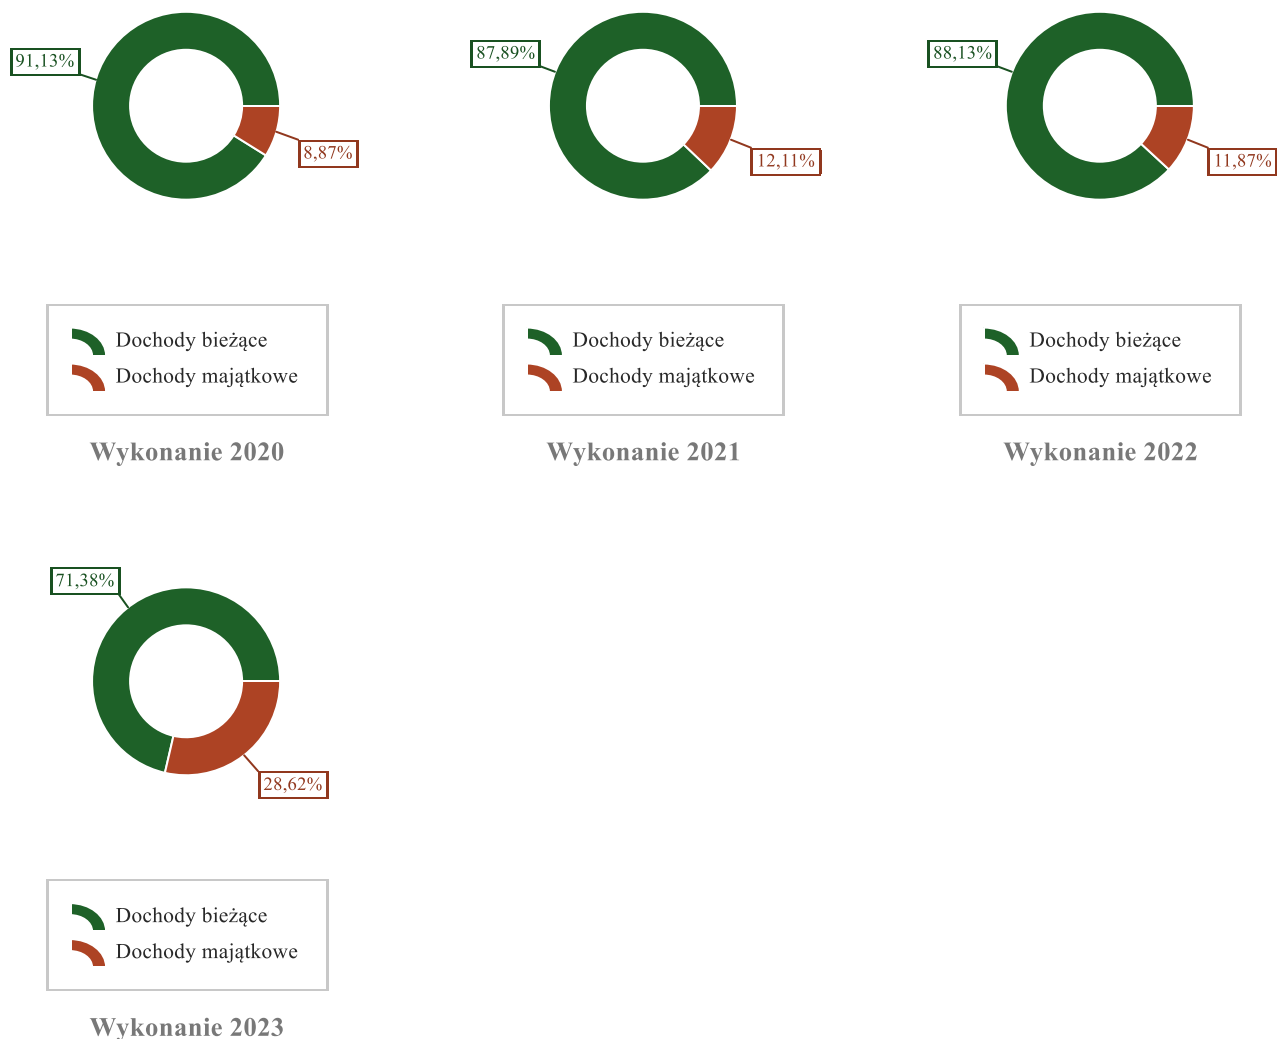 91,13%
8,87%
Dochody bieżące
Dochody majątkowe
Wykonanie 2020
87,89%
12,11%
Dochody bieżące
Dochody majątkowe
Wykonanie 2021
88,13%
11,87%
Dochody bieżące
Dochody majątkowe
Wykonanie 2022
71,38%
28,62%
Dochody bieżące
Dochody majątkowe
Wykonanie 2023